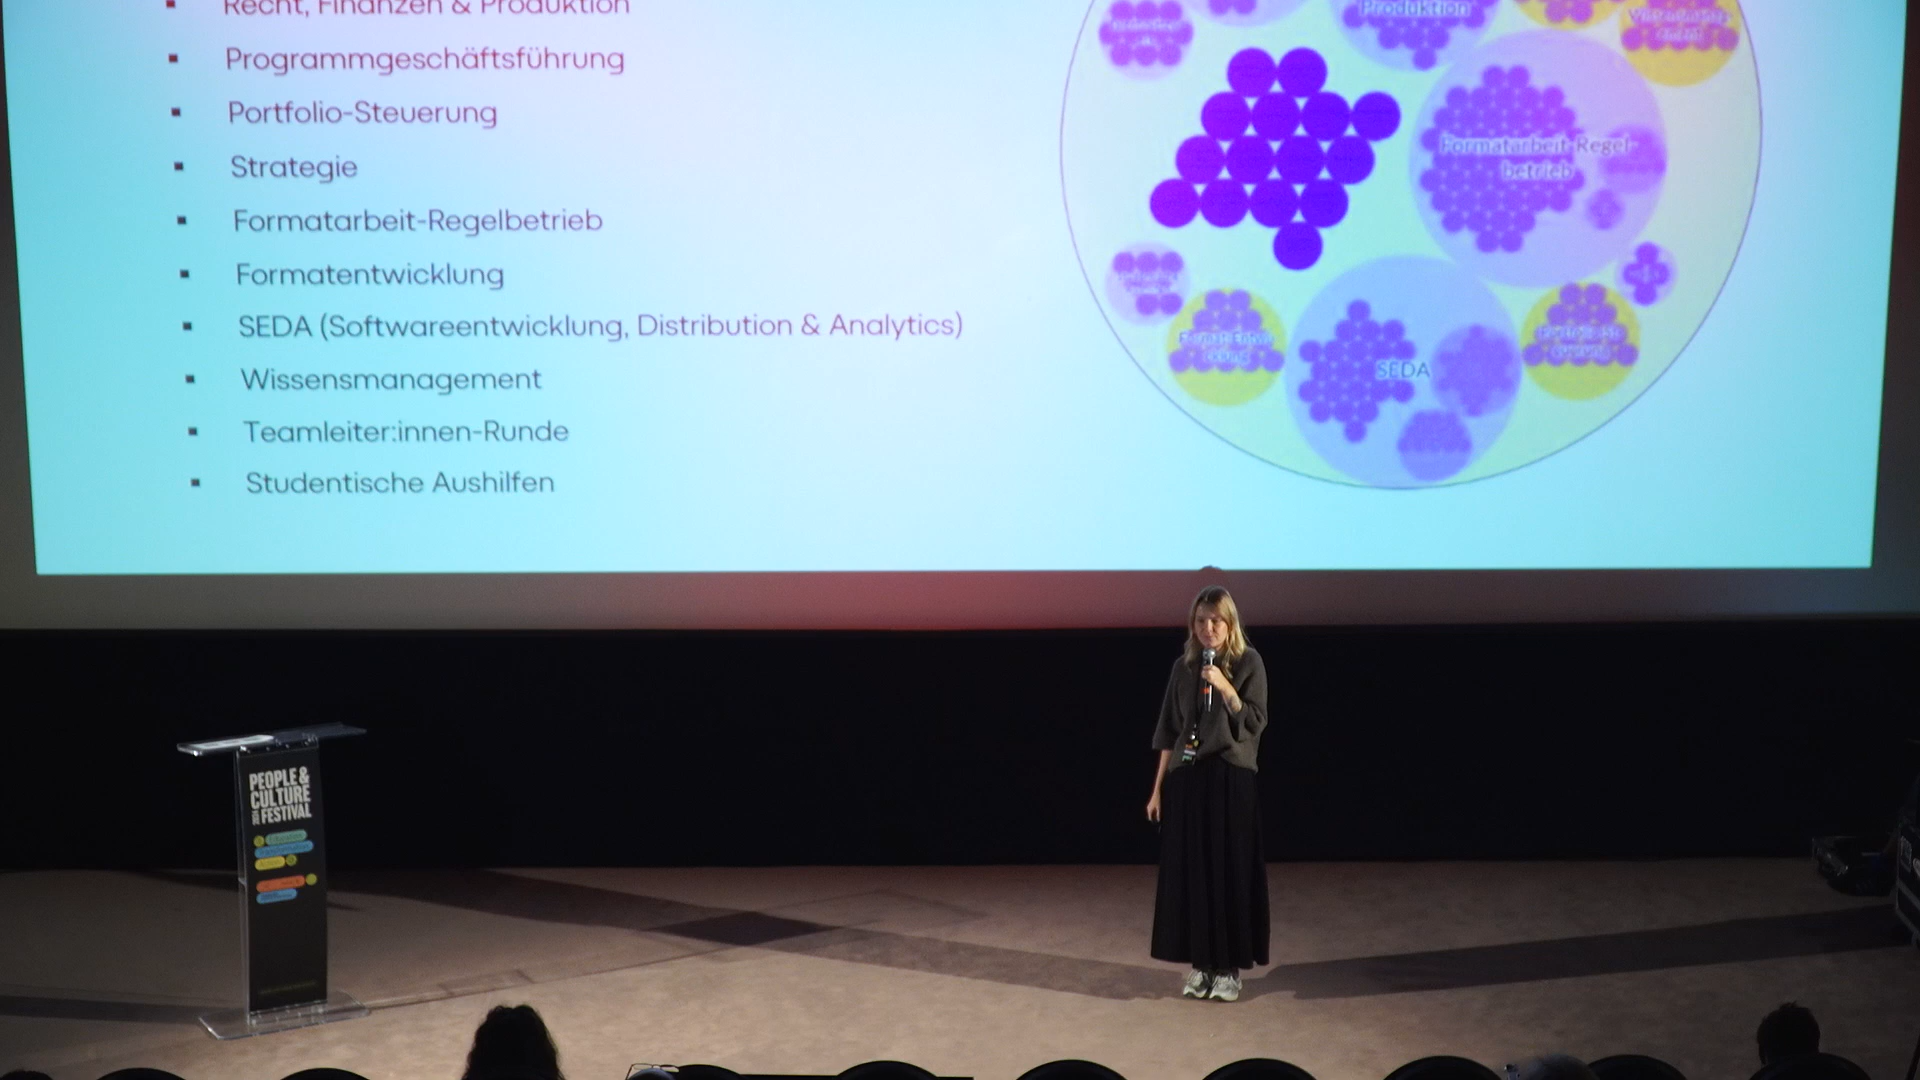 Recht, Finanzen & Produktion
Programmgeschäftsführung
Portfolio-Steuerung
Strategie
Formatarbeit-Regelbetrieb
Formatentwicklung
SEDA (Softwareentwicklung, Distribution & Analytics)
Wissensmanagement
Teamleiter:innen-Runde
Studentische Aushilfen
Produktion
Formatarbeit-Regel-
betrieb
SEDA
PEOPLE &
CULTURE
FESTIVAL